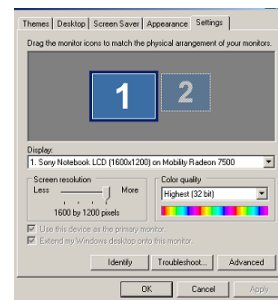 Themes Desktop Screen Saver Appearance Settings
Drag the monitor icons to match the physical arrangement of your monitors.
1 2
Display:
1. Sony Notebook LCD (1600x1200) on Mobility Radeon 7500
Screen resolution
Less More
1600 by 1200 pixels
Color quality
Highest (32 bit)
Use this device as the primary monitor.
Extend my Windows desktop onto this monitor.
Identify Troubleshoot... Advanced
OK Cancel Apply